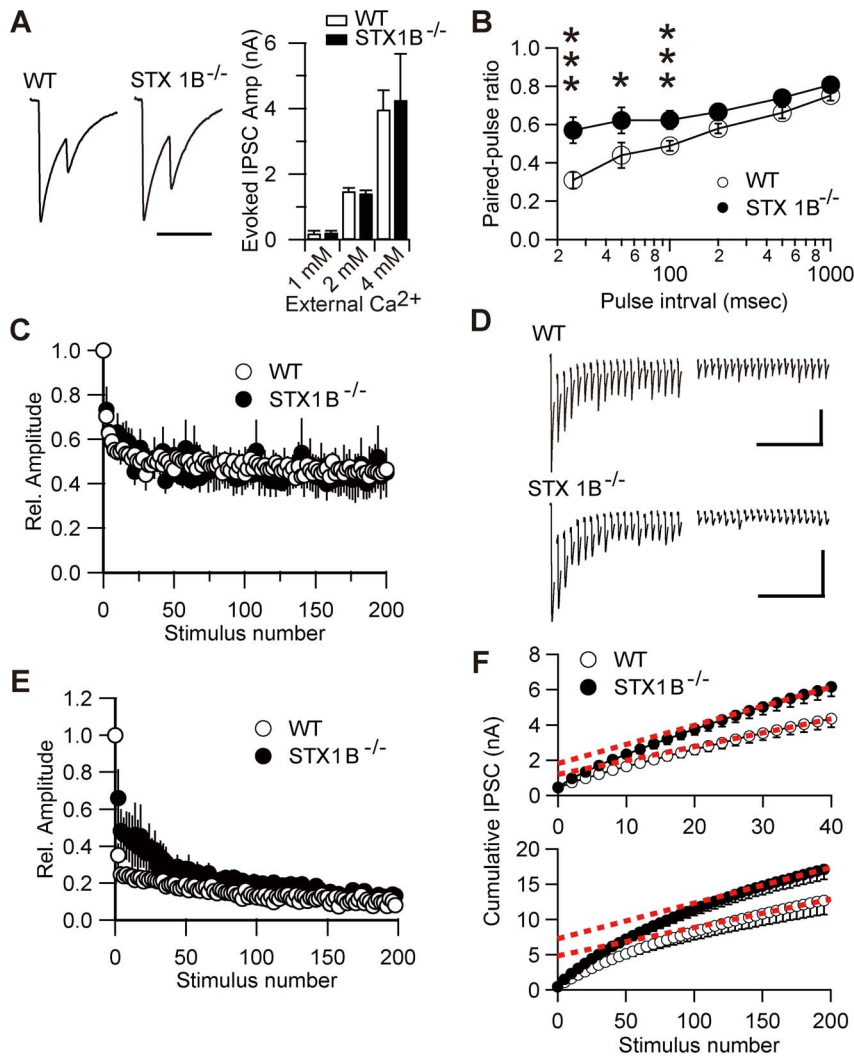 A
WT
STX 1B-/-
WT
STX1B-/-
Evoked IPSC Amp (nA)
6
4
2
0
1 mM
2 mM
4 mM
External Ca2+
B
***
*
***
Paired-pulse ratio
1.0
0.8
0.6
0.4
0.2
0.0
WT
STX 1B-/-
2 4 6 8 100 2 4 6 8 1000
Pulse intrval (msec)
C
Rel. Amplitude
1.0
0.8
0.6
0.4
0.2
0.0
WT
STX1B-/-
0 50 100 150 200
Stimulus number
D
WT
STX 1B-/-
E
Rel. Amplitude
1.2
1.0
0.8
0.6
0.4
0.2
0.0
WT
STX1B-/-
0 50 100 150 200
Stimulus number
F
WT
STX1B-/-
Cumulative IPSC (nA)
8
6
4
2
0
0 10 20 30 40
20
15
10
5
0
0 50 100 150 200
Stimulus number